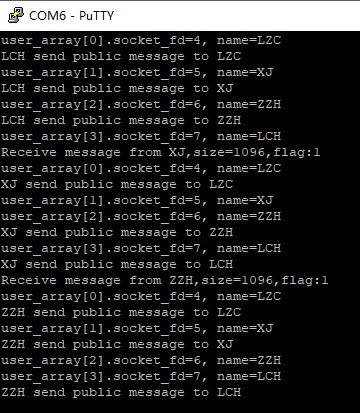 COM6 - PuTTY
user_array[0].socket_fd=4, name=LZC
LCH send public message to LZC
user_array[1].socket_fd=5, name=XJ
LCH send public message to XJ
user_array[2].socket_fd=6, name=ZZH
LCH send public message to ZZH
user_array[3].socket_fd=7, name=LCH
Receive message from XJ,size=1096,flag:1
user_array[0].socket_fd=4, name=LZC
XJ send public message to LZC
user_array[1].socket_fd=5, name=XJ
user_array[2].socket_fd=6, name=ZZH
XJ send public message to ZZH
user_array[3].socket_fd=7, name=LCH
XJ send public message to LCH
Receive message from ZZH,size=1096,flag:1
user_array[0].socket_fd=4, name=LZC
ZZH send public message to LZC
user_array[1].socket_fd=5, name=XJ
ZZH send public message to XJ
user_array[2].socket_fd=6, name=ZZH
user_array[3].socket_fd=7, name=LCH
ZZH send public message to LCH